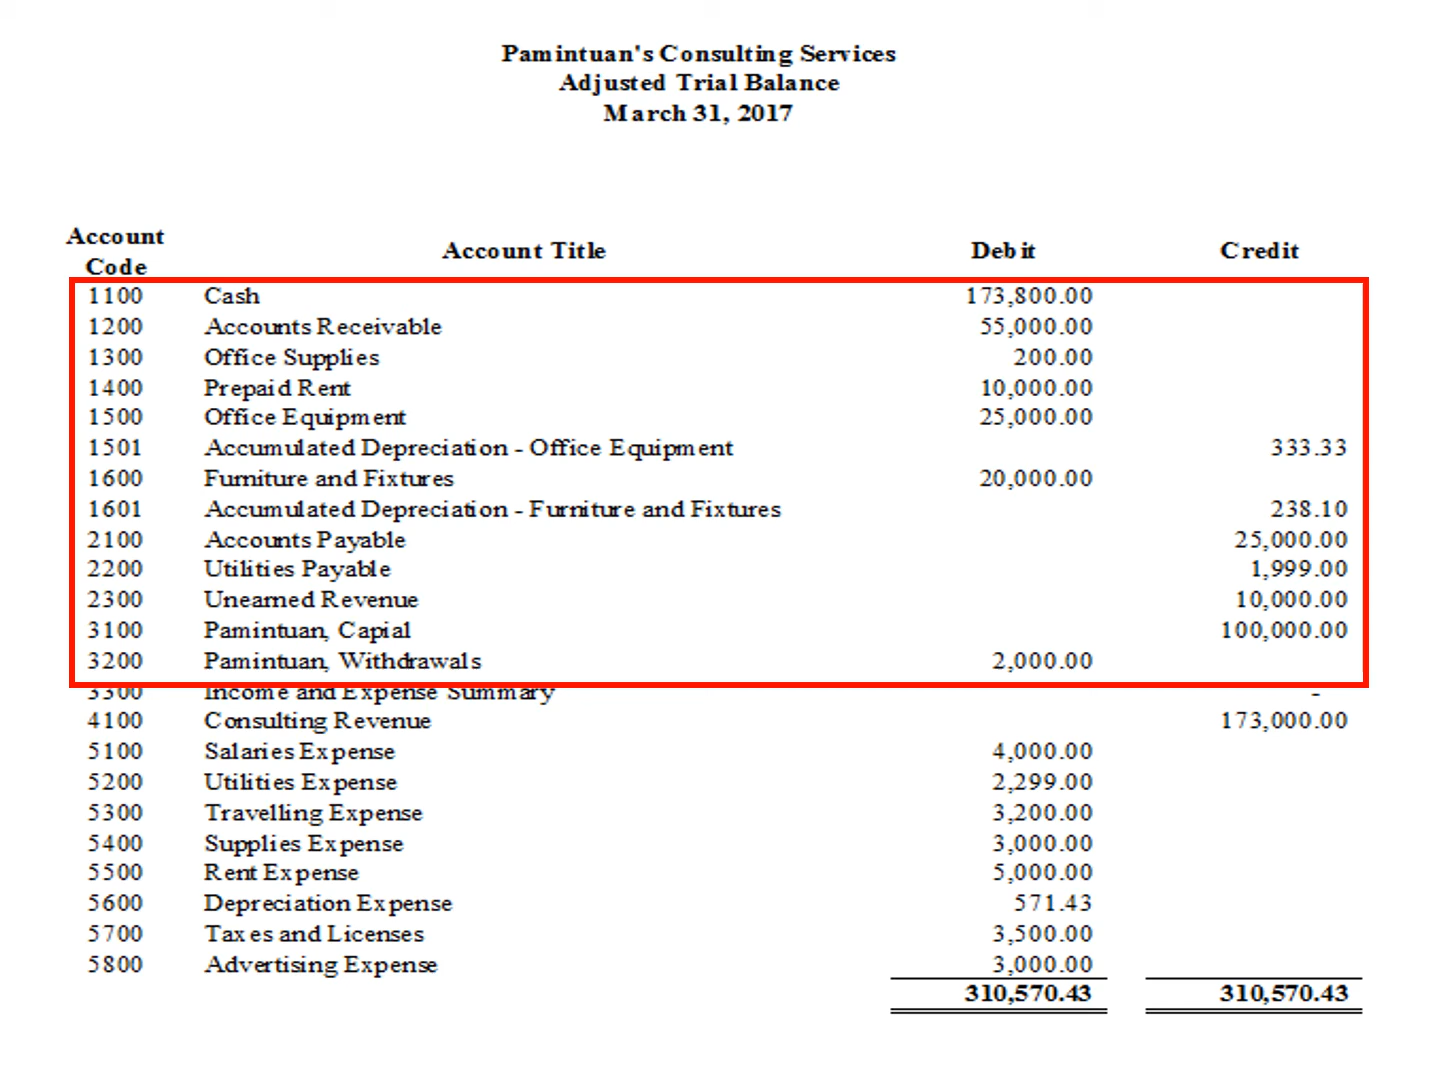 Pamintuan's Consulting Services
Adjusted Trial Balance
March 31, 2017
Account Code Account Title Debit Credit
1100 Cash 173,800.00
1200 Accounts Receivable 55,000.00
1300 Office Supplies 200.00
1400 Prepaid Rent 10,000.00
1500 Office Equipment 25,000.00
1501 Accumulated Depreciation - Office Equipment 333.33
1600 Furniture and Fixtures 20,000.00
1601 Accumulated Depreciation - Furniture and Fixtures 238.10
2100 Accounts Payable 25,000.00
2200 Utilities Payable 1,999.00
2300 Unearned Revenue 10,000.00
3100 Pamintuan, Capial 100,000.00
3200 Pamintuan, Withdrawals 2,000.00
3300 Income and Expense Summary -
4100 Consulting Revenue 173,000.00
5100 Salaries Expense 4,000.00
5200 Utilities Expense 2,299.00
5300 Travelling Expense 3,200.00
5400 Supplies Expense 3,000.00
5500 Rent Expense 5,000.00
5600 Depreciation Expense 571.43
5700 Taxes and Licenses 3,500.00
5800 Advertising Expense 3,000.00
310,570.43 310,570.43